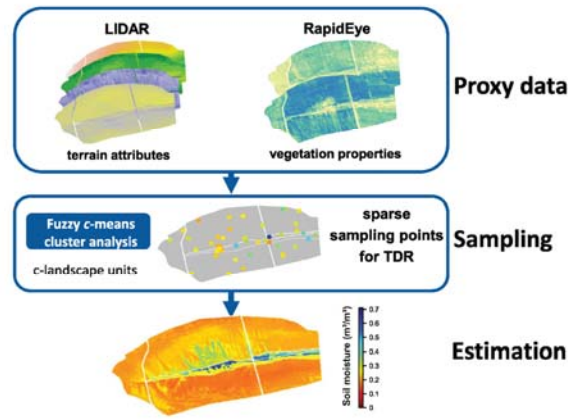 LIDAR
RapidEye
Proxy data
terrain attributes
vegetation properties
Fuzzy c-means
cluster analysis
c-landscape units
sparse
sampling points
for TDR
Sampling
Soil moisture (m³/m³)
0.7
0.6
0.5
0.4
0.3
0.2
0.1
0
Estimation